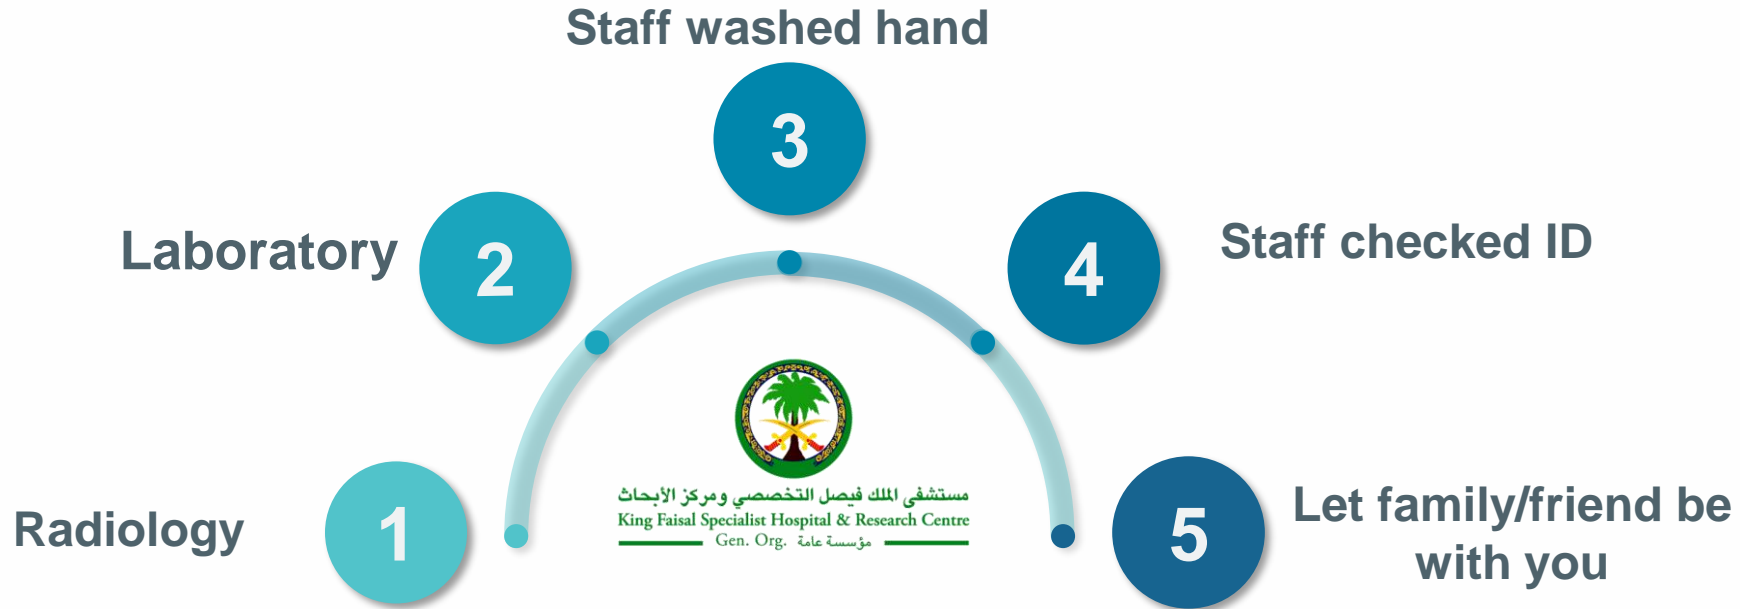 Staff washed hand
3
Laboratory
2
4
Staff checked ID
مستشفى الملك فيصل التخصصي ومركز الأبحاث
King Faisal Specialist Hospital & Research Centre
Gen. Org. مؤسسة عامة
Radiology
1
5
Let family/friend be
with you